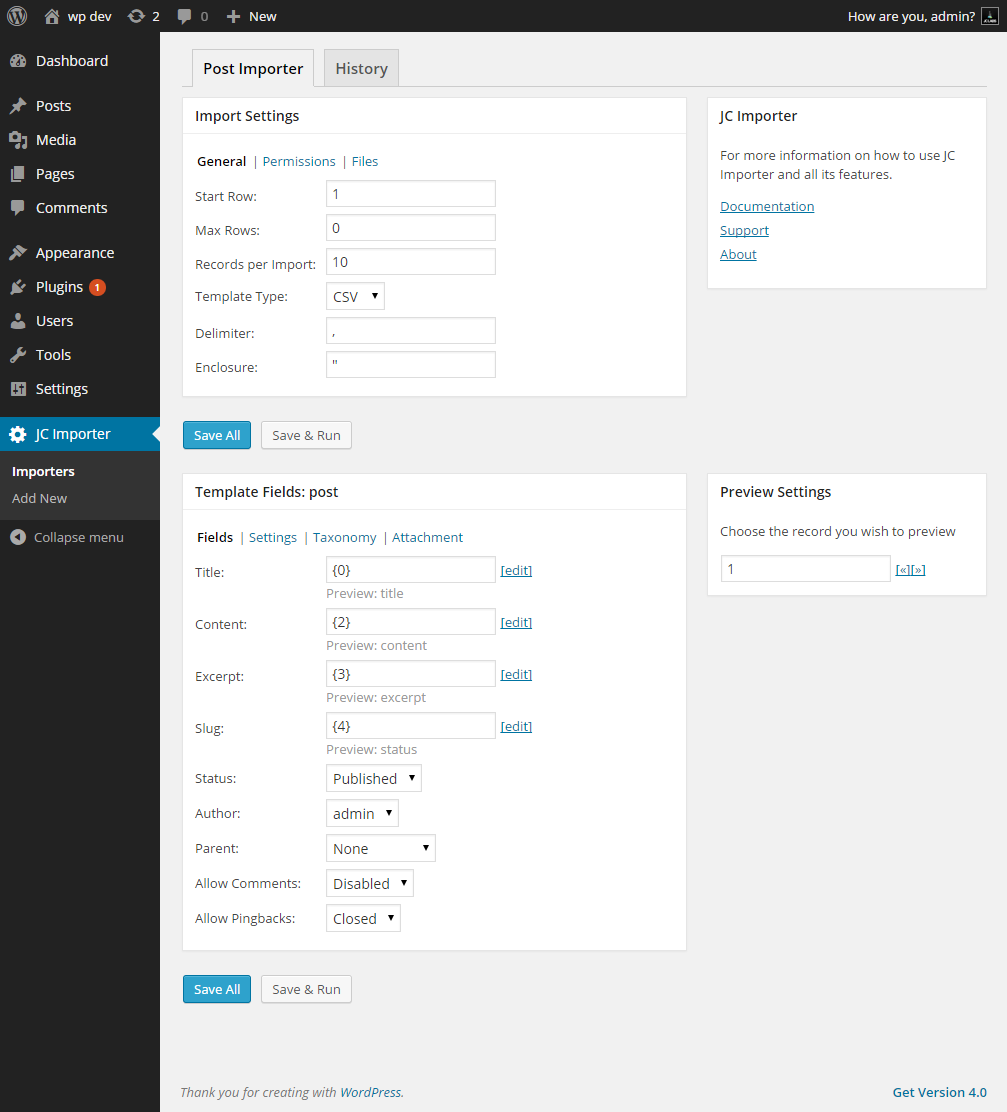 wp dev 2 0 New How are you, admin?
Dashboard
Posts
Media
Pages
Comments
Appearance
Plugins 1
Users
Tools
Settings
JC Importer
Importers
Add New
Collapse menu
Post Importer History
Import Settings
General | Permissions | Files
Start Row: 1
Max Rows: 0
Records per Import: 10
Template Type: CSV
Delimiter: ,
Enclosure: "
Save All Save & Run
JC Importer
For more information on how to use JC
Importer and all its features.
Documentation
Support
About
Template Fields: post
Fields | Settings | Taxonomy | Attachment
Title: {0} [edit]
Preview: title
Content: {2} [edit]
Preview: content
Excerpt: {3} [edit]
Preview: excerpt
Slug: {4} [edit]
Preview: status
Status: Published
Author: admin
Parent: None
Allow Comments: Disabled
Allow Pingbacks: Closed
Save All Save & Run
Preview Settings
Choose the record you wish to preview
1 [«][»]
Thank you for creating with WordPress. Get Version 4.0